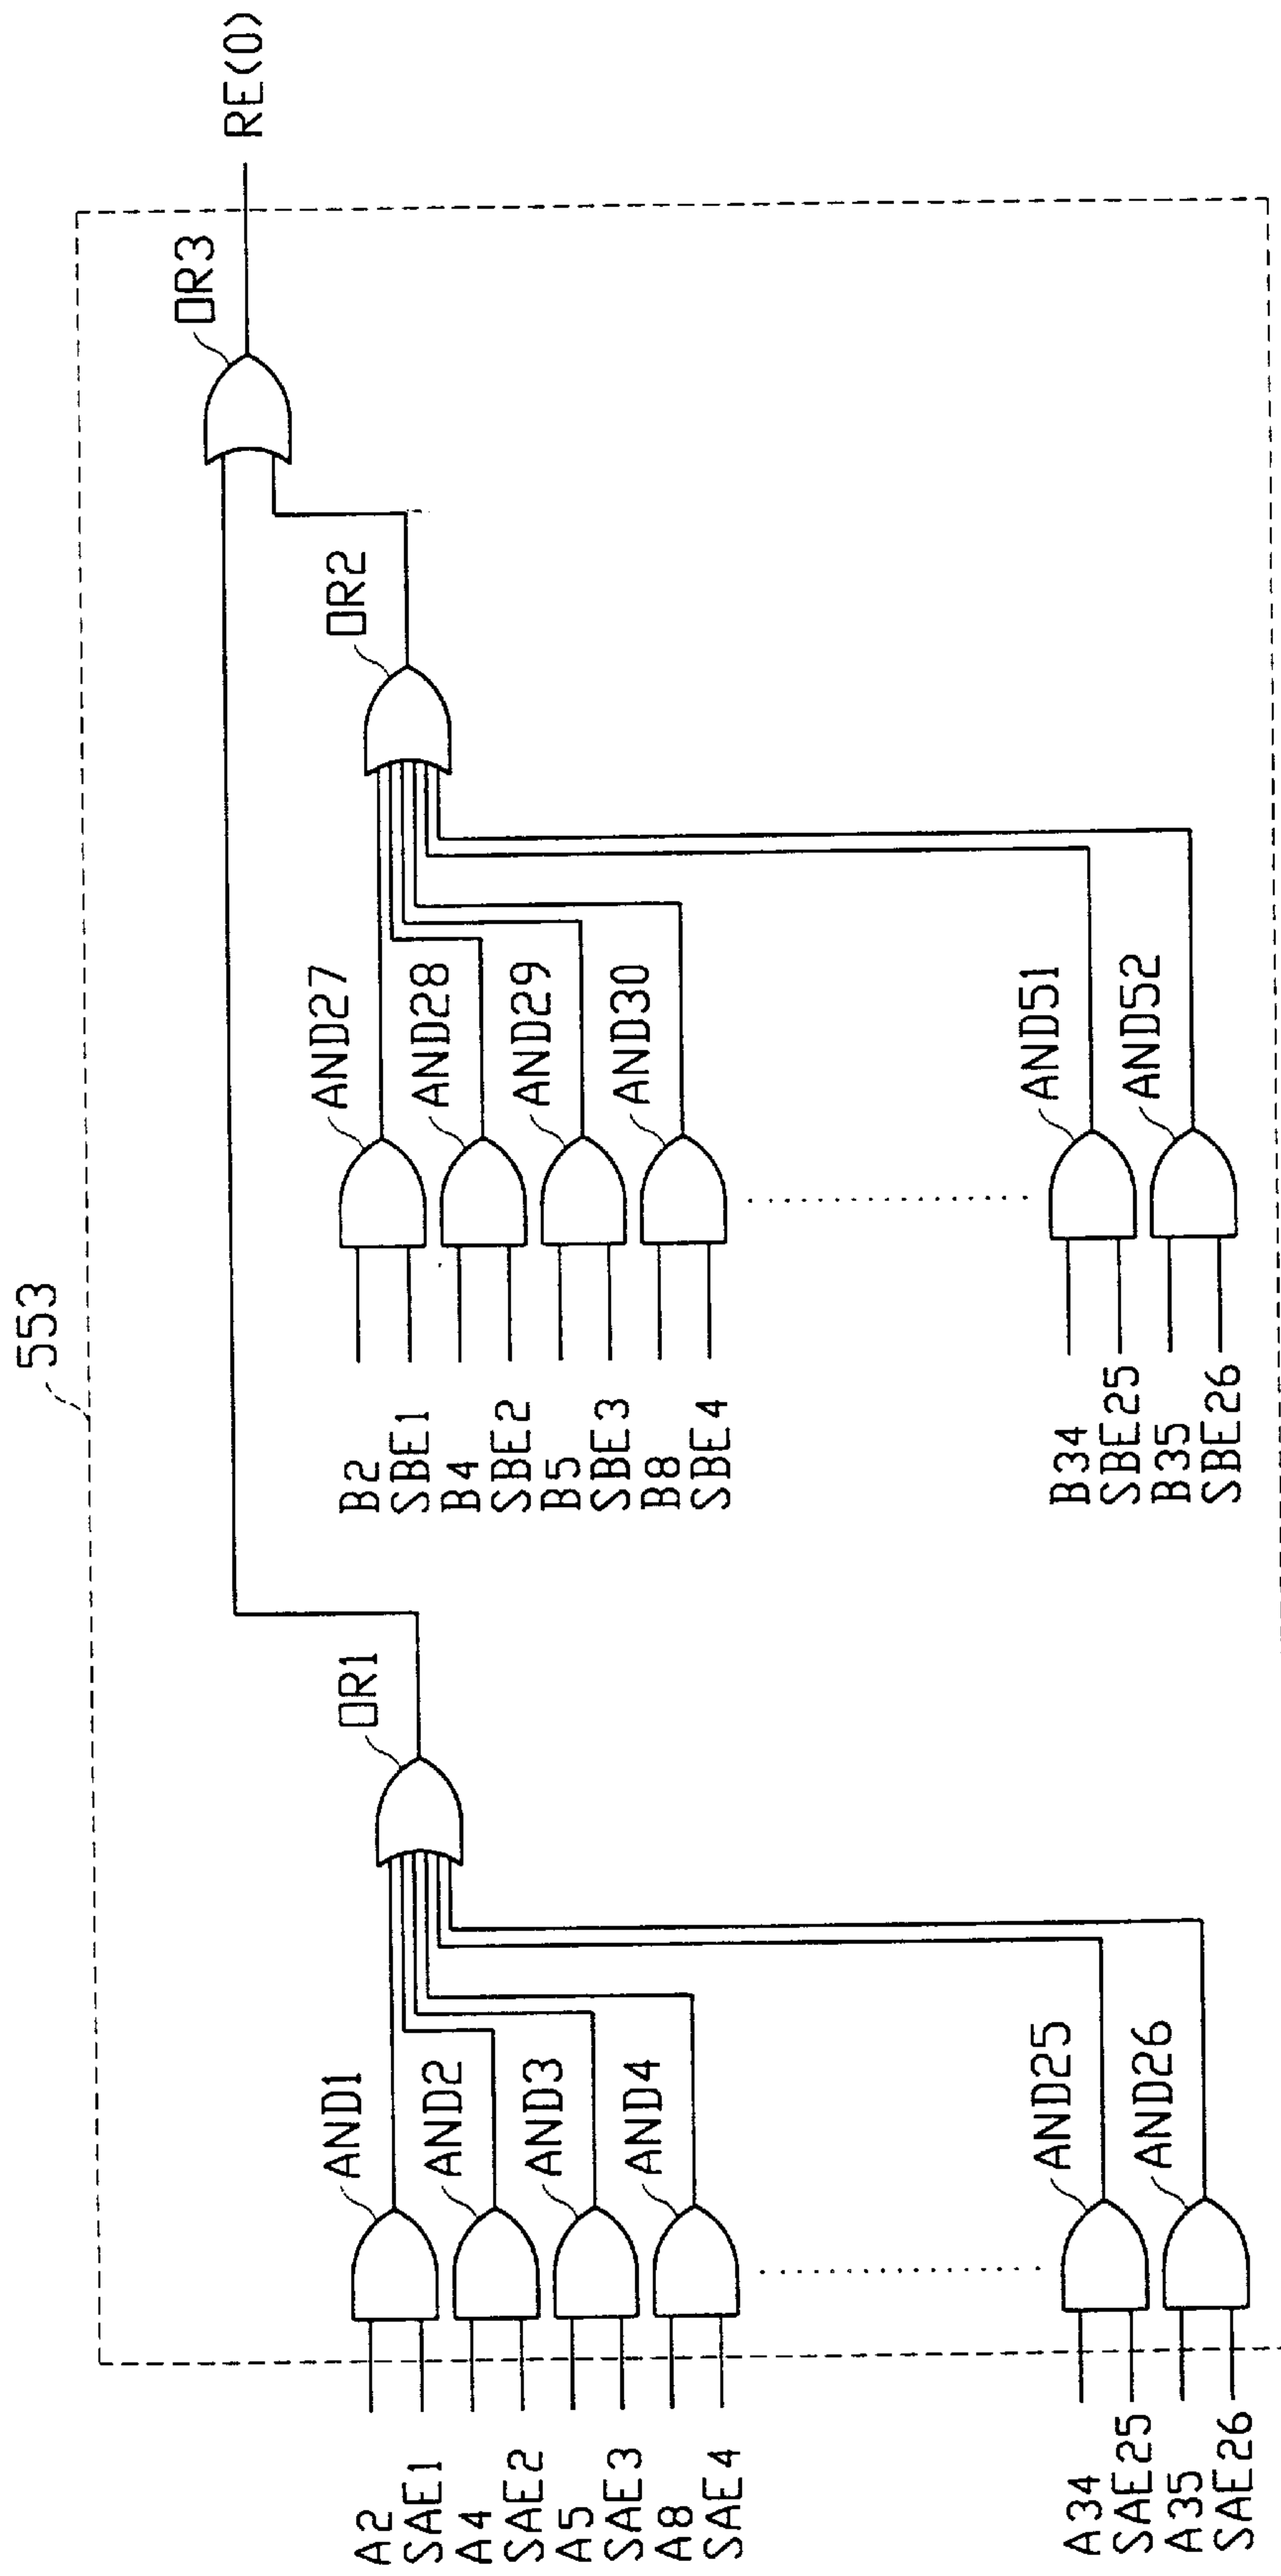 553
RE(0)
OR3
OR2
OR1
AND27
AND28
AND29
AND30
AND51
AND52
B2
SBE1
B4
SBE2
B5
SBE3
B8
SBE4
B34
SBE25
B35
SBE26
AND1
AND2
AND3
AND4
AND25
AND26
A2
SAE1
A4
SAE2
A5
SAE3
A8
SAE4
A34
SAE25
A35
SAE26